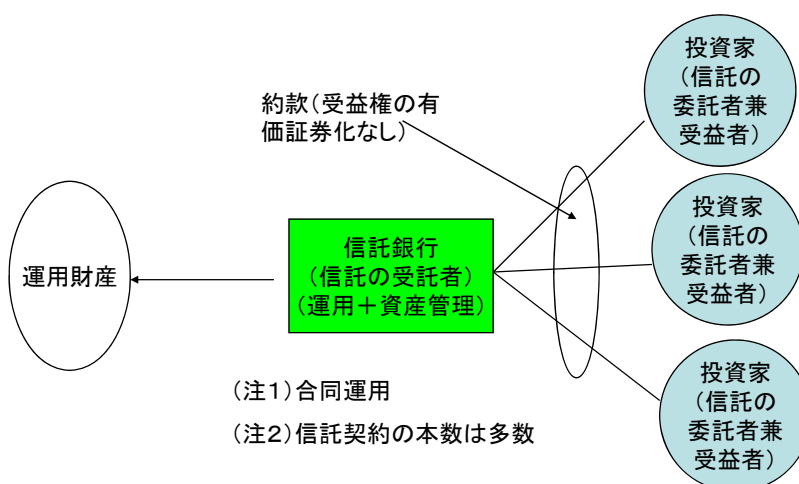 約款(受益権の有
価証券化なし)
投資家
(信託の
委託者兼
受益者)
運用財産
信託銀行
(信託の受託者)
(運用+資産管理)
投資家
(信託の
委託者兼
受益者)
(注1)合同運用
(注2)信託契約の本数は多数
投資家
(信託の
委託者兼
受益者)